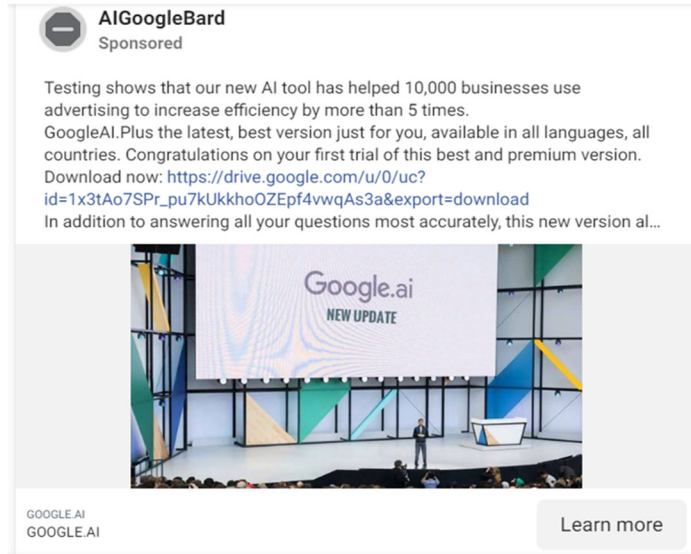 AIGoogleBard
Sponsored
Testing shows that our new AI tool has helped 10,000 businesses use
advertising to increase efficiency by more than 5 times.
GoogleAI.Plus the latest, best version just for you, available in all languages, all
countries. Congratulations on your first trial of this best and premium version.
Download now: https://drive.google.com/u/0/uc?
id=1x3tAo7SPr_pu7kUkkhoOZEpf4vwqAs3a&export=download
In addition to answering all your questions most accurately, this new version al...
Google.ai
NEW UPDATE
GOOGLE.AI
GOOGLE.AI
Learn more